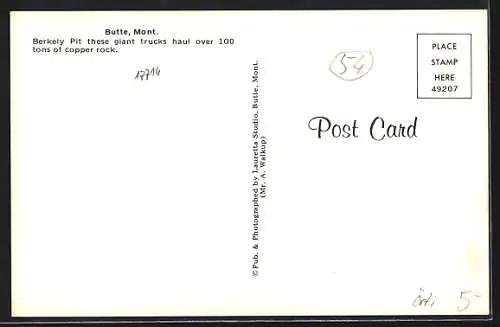 Butte, Mont.
Berkely Pit these giant trucks haul over 100
tons of copper rock.
17714
54
PLACE
STAMP
HERE
49207
Post Card
© Pub. & Photographed by Lauretta Studio, Butte, Mont.
(Mr. A. Walkup)
5-